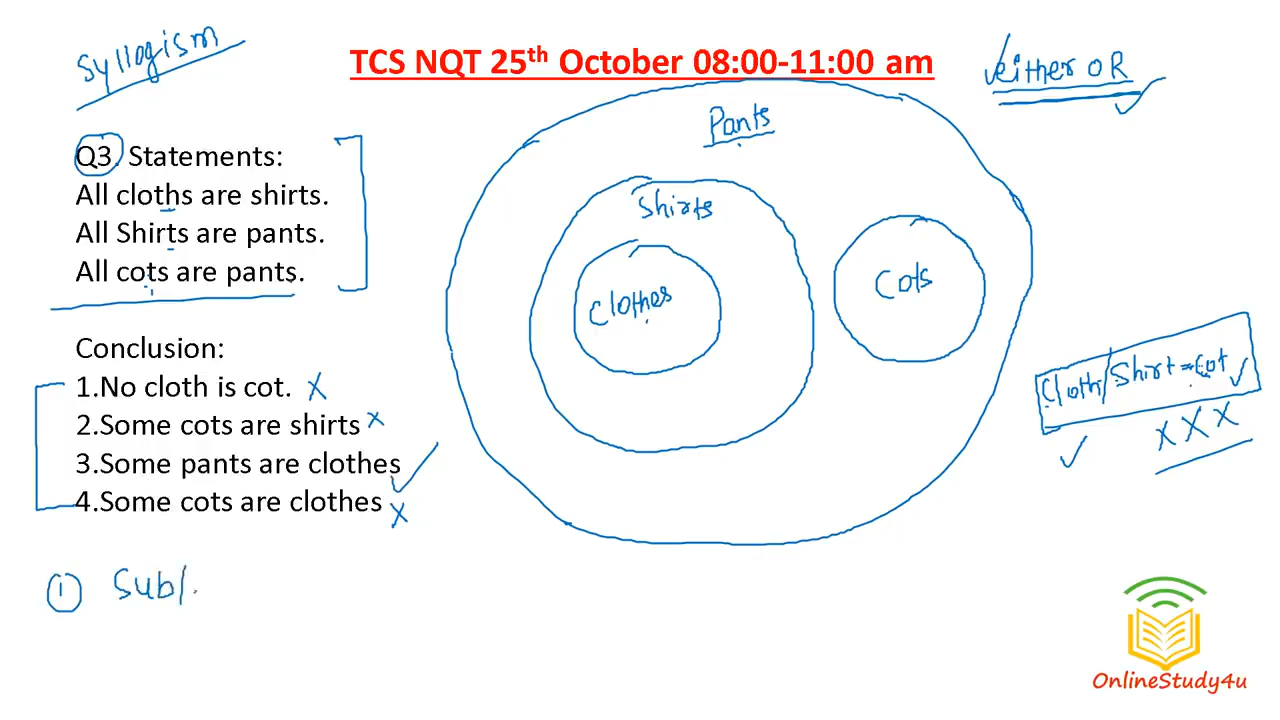 Syllogism
TCS NQT 25th October 08:00-11:00 am
either OR
Q3. Statements:
All cloths are shirts.
All Shirts are pants.
All cots are pants.
Pants
Shirts
Clothes
Cots
Conclusion:
1.No cloth is cot. X
2.Some cots are shirts x
3.Some pants are clothes ✓
4.Some cots are clothes X
Cloth/Shirt = Cot ✓
✓ X X X
① Sub/
OnlineStudy4u